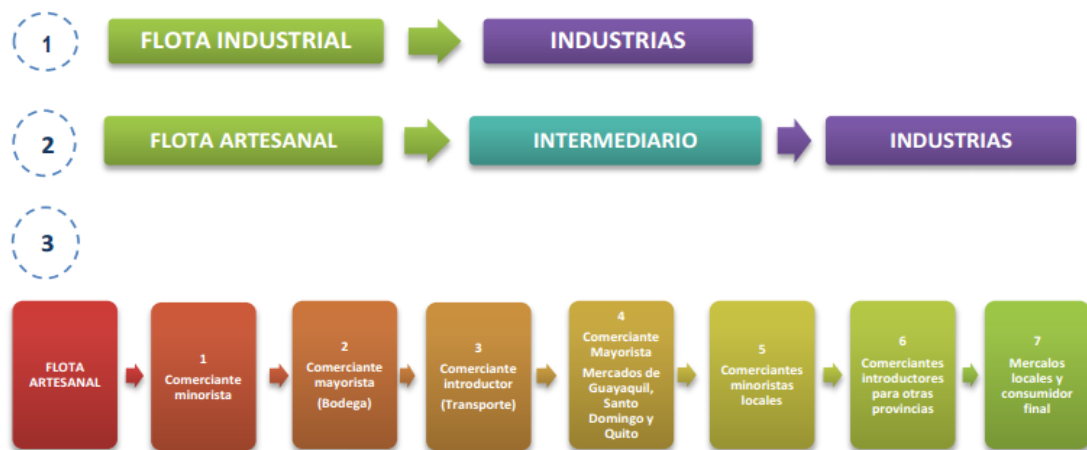 1
FLOTA INDUSTRIAL
INDUSTRIAS
2
FLOTA ARTESANAL
INTERMEDIARIO
INDUSTRIAS
3
FLOTA
ARTESANAL
1
Comerciante
minorista
2
Comerciante
mayorista
(Bodega)
3
Comerciante
introductor
(Transporte)
4
Comerciante
Mayorista
Mercados de
Guayaquil,
Santo
Domingo y
Quito
5
Comerciantes
minoristas
locales
6
Comerciantes
introductores
para otras
provincias
7
Mercalos
locales y
consumidor
final